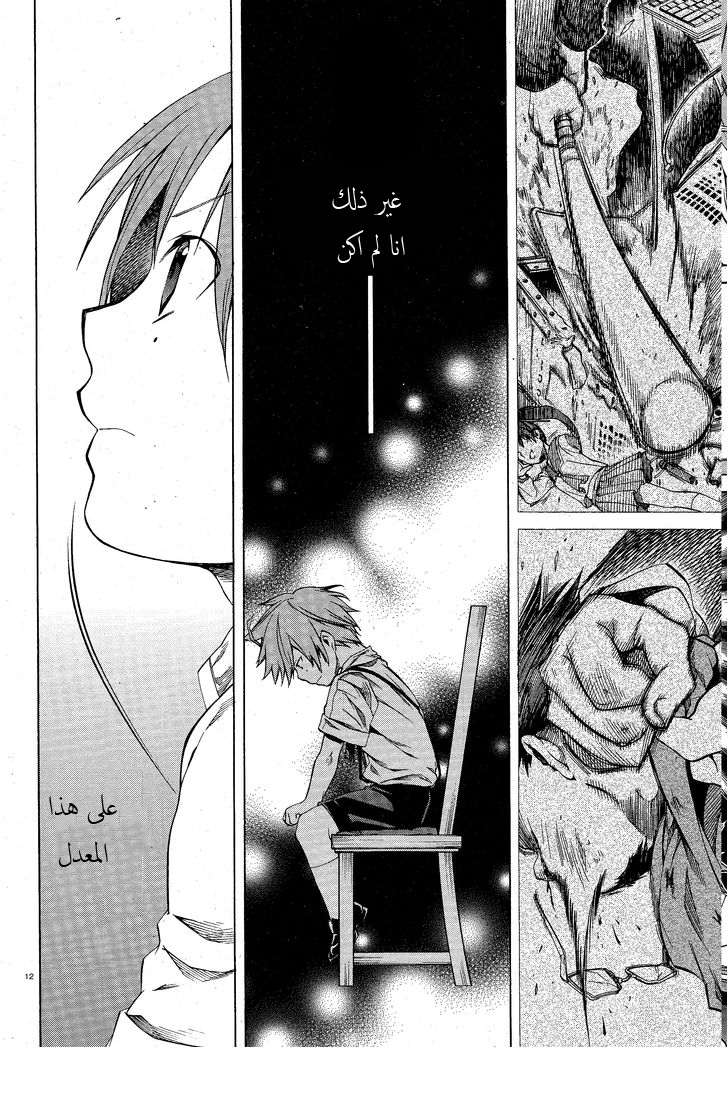 غير ذلك
انا لم اكن
على هذا
المعدل
12